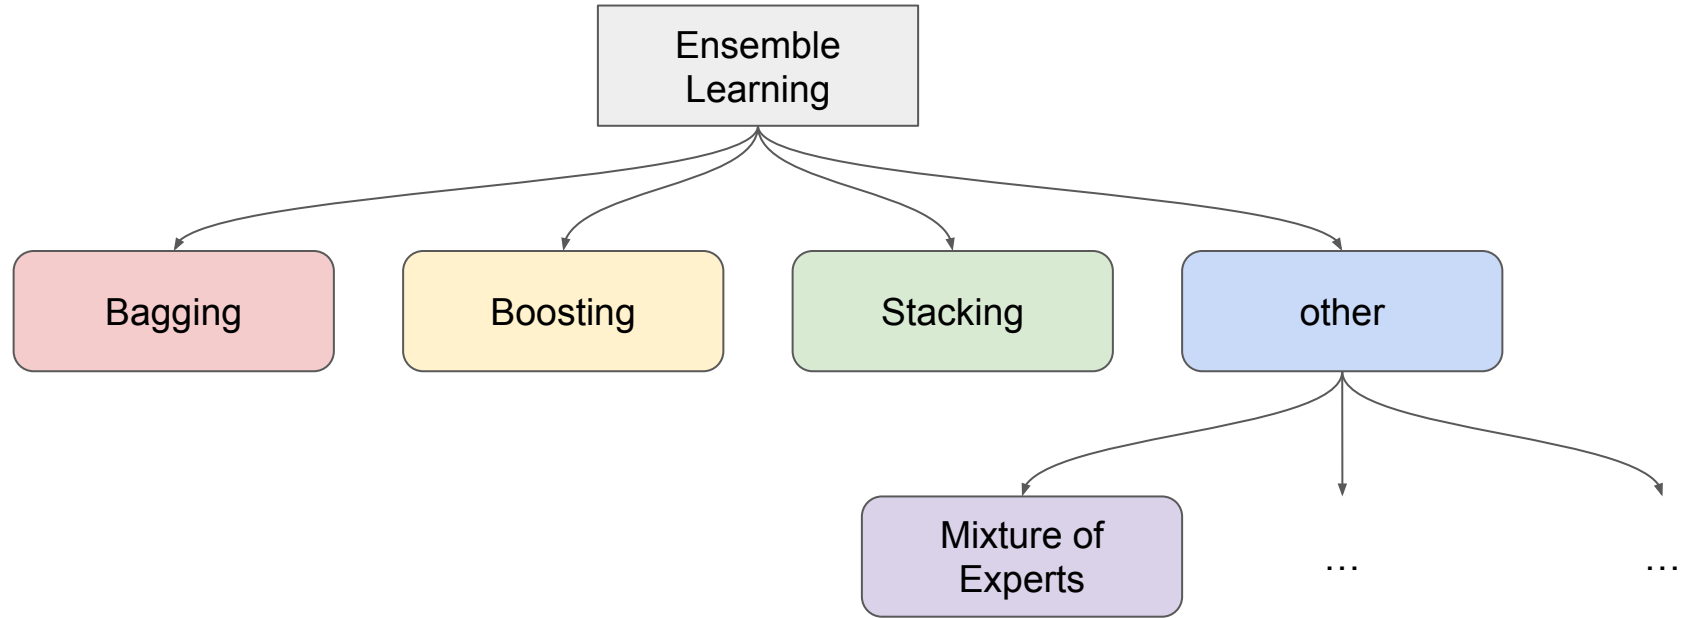 Ensemble
Learning
Bagging
Boosting
Stacking
other
Mixture of
Experts
...
...